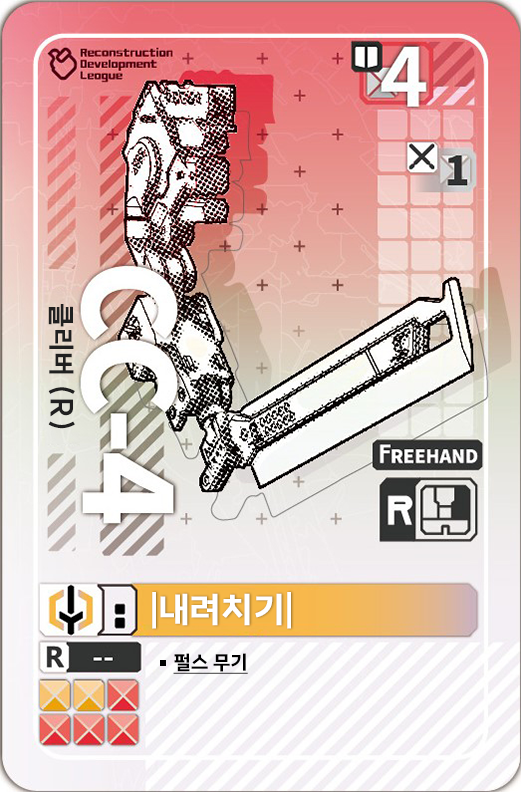 Reconstruction
Development
League
4
1
CC-4
클리버 (R)
FREEHAND
R
|내려치기|
R --
▪ 펄스 무기